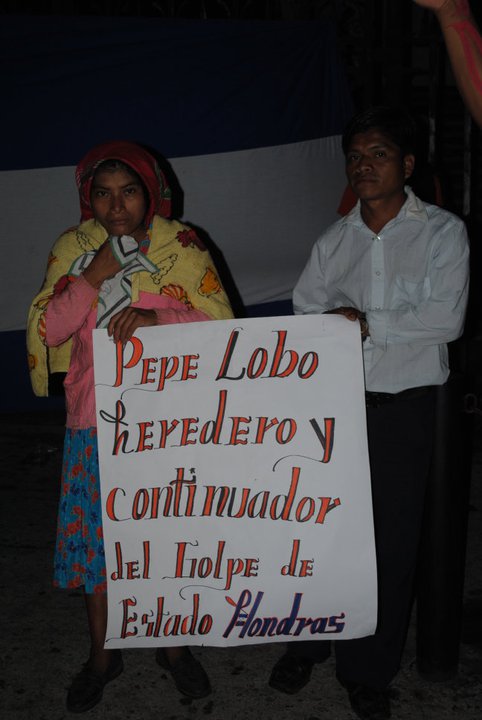 Pepe Lobo
heredero y
continuador
del Golpe de
Estado Hondras